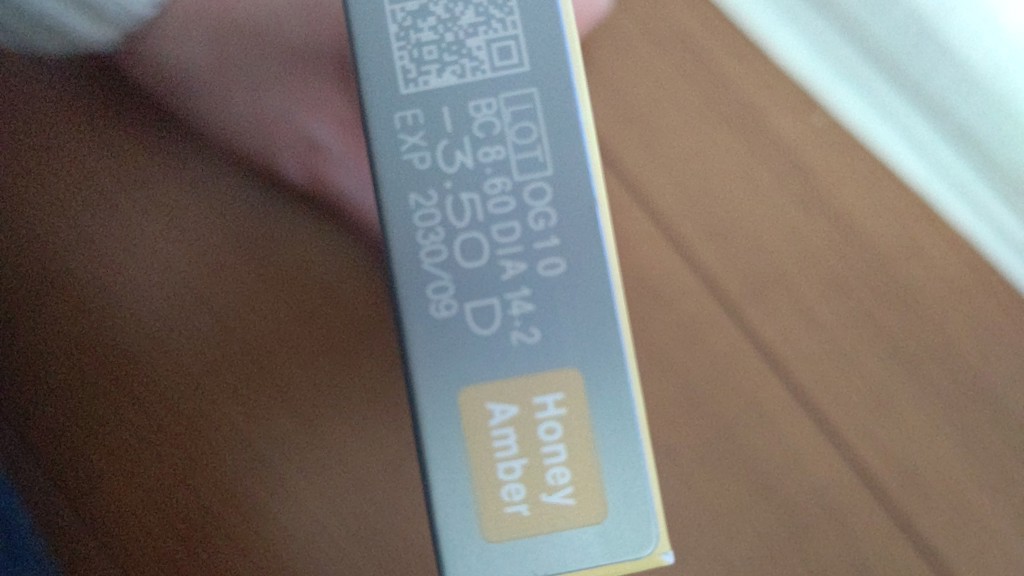 LOT OG10
BC 8.60 DIA 14.2
-3.50 D
EXP 2030/09
Honey
Amber